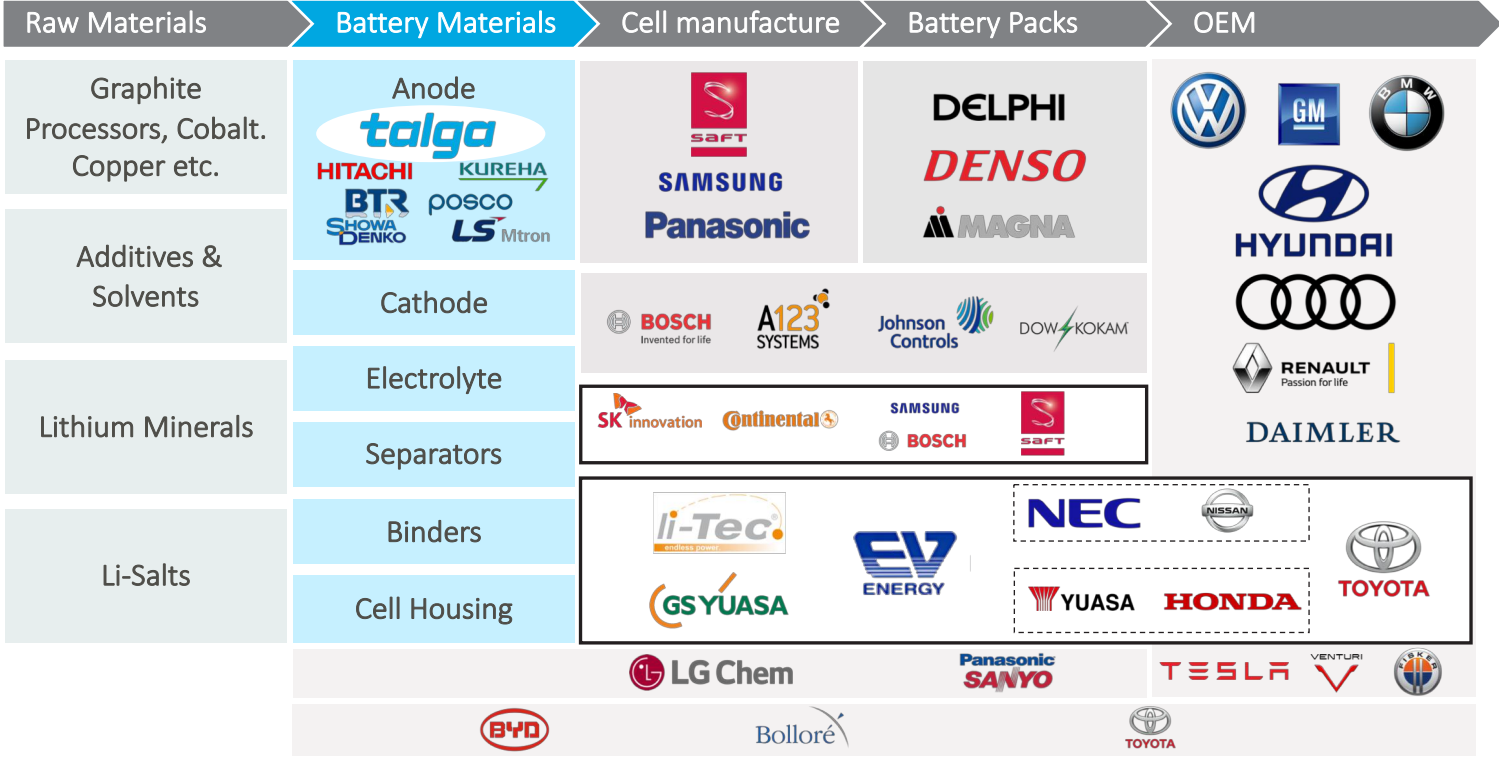 Raw Materials
Battery Materials
Cell manufacture
Battery Packs
OEM
Graphite
Processors, Cobalt.
Copper etc.
Additives &
Solvents
Lithium Minerals
Li-Salts
Anode
talga
HITACHI
KUREHA
BTR
posco
SHOWA
DENKO
LS Mtron
Cathode
Electrolyte
Separators
Binders
Cell Housing
SAFT
SAMSUNG
Panasonic
DELPHI
DENSO
MAGNA
BOSCH
Invented for life
A123
SYSTEMS
Johnson
Controls
DOW KOKAM
SK innovation
Continental
SAMSUNG
BOSCH
SAFT
li-Tec
endless power
GS YUASA
EV
ENERGY
NEC
NISSAN
YUASA
HONDA
TOYOTA
VW
GM
BMW
HYUNDAI
RENAULT
Passion for life
DAIMLER
LG Chem
Panasonic
SANYO
TESLA
VENTURI
FISKER
BYD
Bolloré
TOYOTA